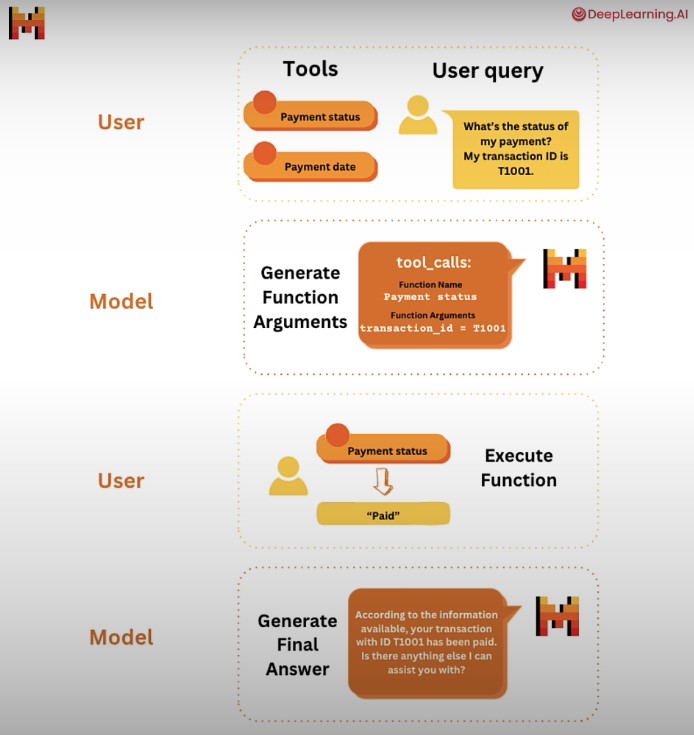 DeepLearning.AI
Tools
User query
User
Payment status
Payment date
What's the status of
my payment?
My transaction ID is
T1001.
Model
Generate
Function
Arguments
tool_calls:
Function Name
Payment status
Function Arguments
transaction_id = T1001
User
Payment status
"Paid"
Execute
Function
Model
Generate
Final
Answer
According to the information
available, your transaction
with ID T1001 has been paid.
Is there anything else I can
assist you with?